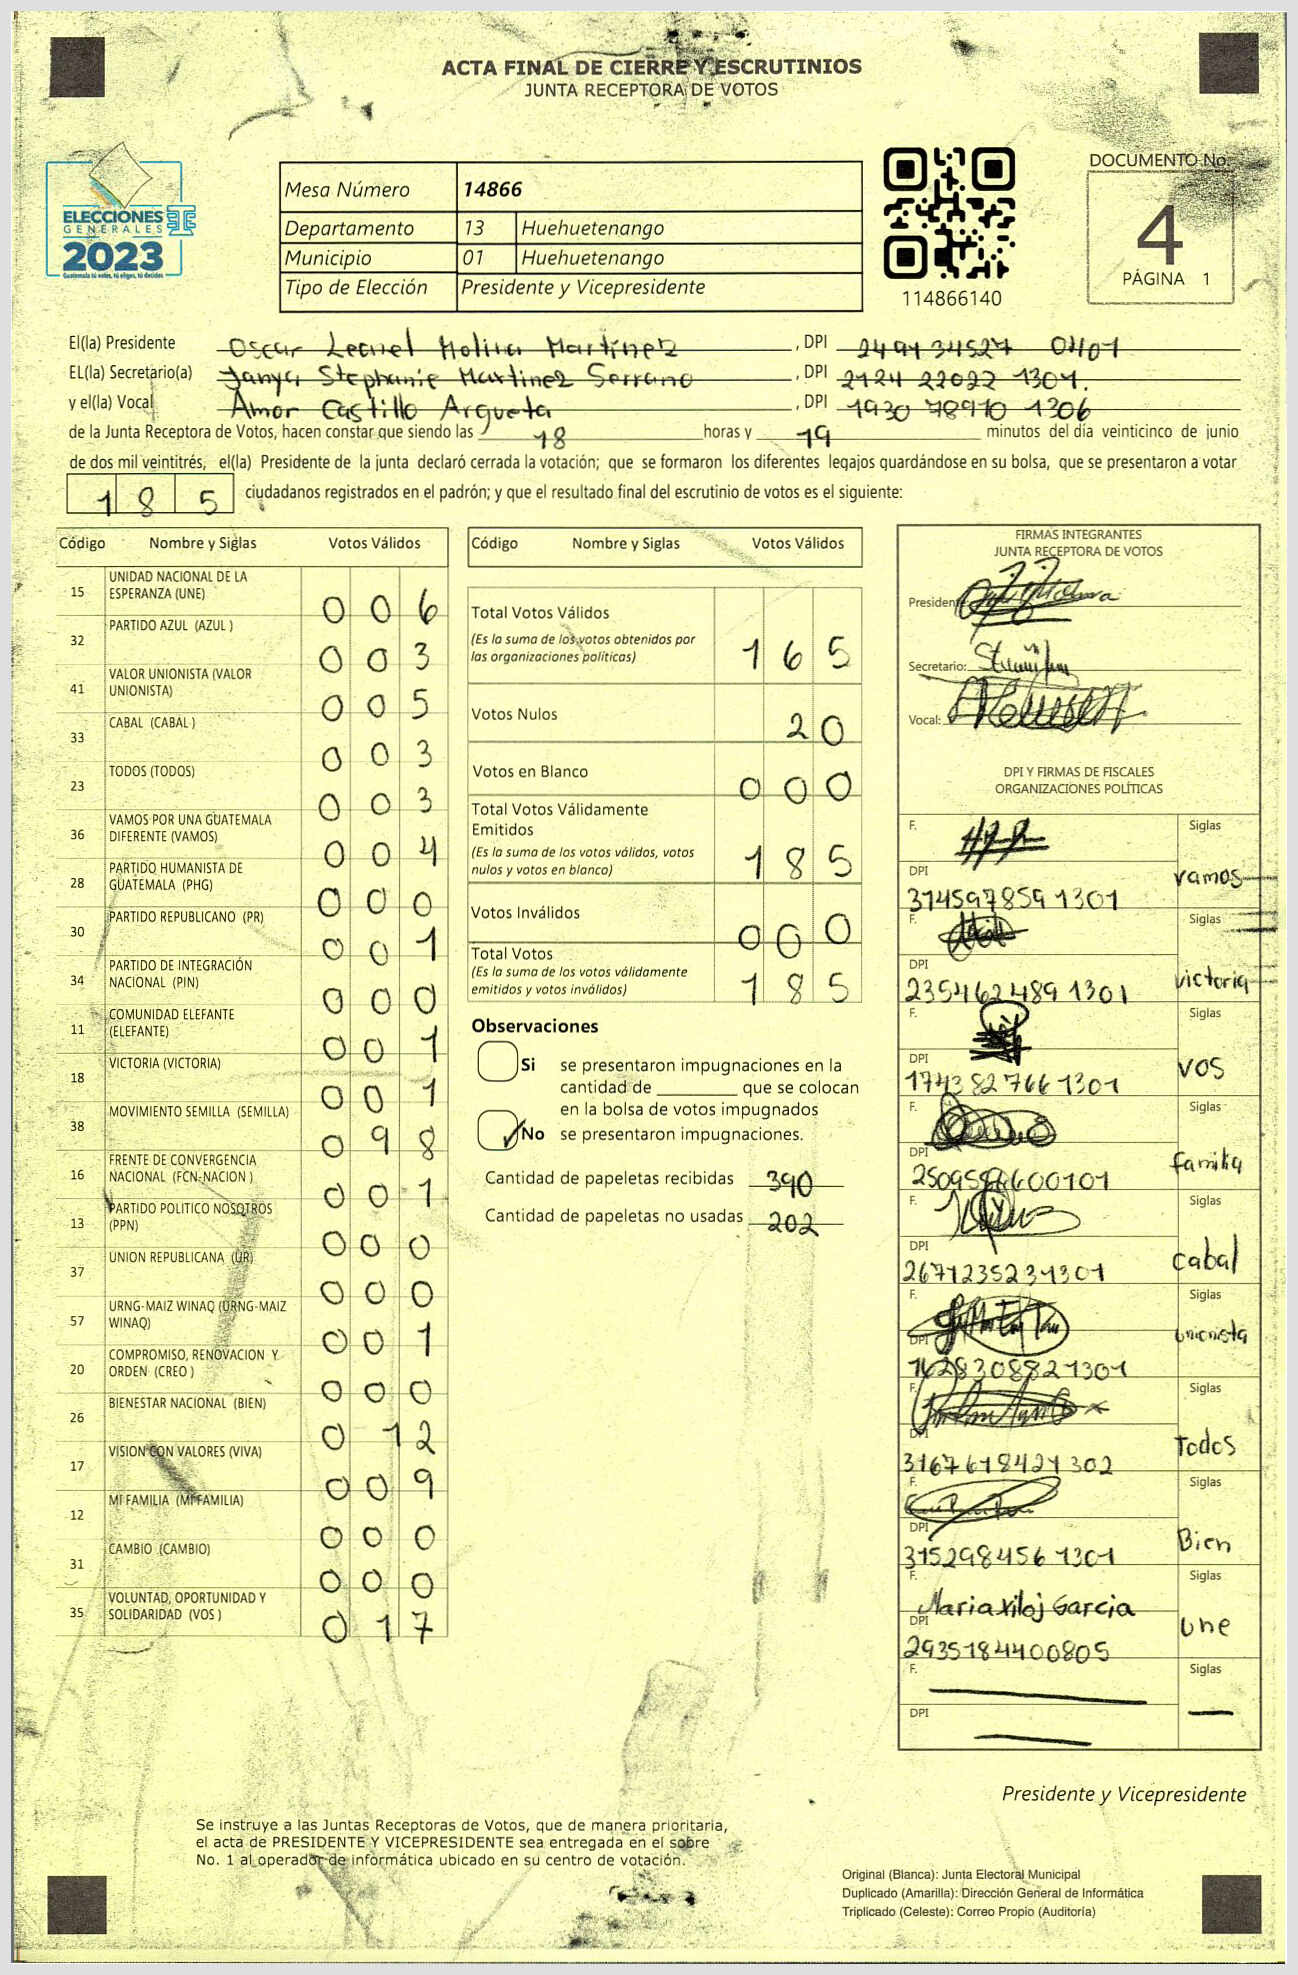 ACTA FINAL DE CIERRE Y ESCRUTINIOS
JUNTA RECEPTORA DE VOTOS
ELECCIONES
GENERALES
2023
Guatemala tú votes, tú eliges, tú decides
Mesa Número 14866
Departamento 13 Huehuetenango
Municipio 01 Huehuetenango
Tipo de Elección Presidente y Vicepresidente
114866140
DOCUMENTO No.
4
PÁGINA 1
El(la) Presidente Oscar Leonel Molina Martínez, DPI 2494 34527 0401
EL(la) Secretario(a) Janya Stephanie Martinez Serrano, DPI 2124 22022 1301.
y el(la) Vocal Amor Castillo Argueta, DPI 1930 78910 1306
de la Junta Receptora de Votos, hacen constar que siendo las 18 horas y 19 minutos del día veinticinco de junio
de dos mil veintitrés, el(la) Presidente de la junta declaró cerrada la votación; que se formaron los diferentes legajos guardándose en su bolsa, que se presentaron a votar
1 8 5 ciudadanos registrados en el padrón; y que el resultado final del escrutinio de votos es el siguiente:
Código Nombre y Siglas Votos Válidos
15 UNIDAD NACIONAL DE LA ESPERANZA (UNE) 0 0 6
32 PARTIDO AZUL (AZUL ) 0 0 3
41 VALOR UNIONISTA (VALOR UNIONISTA) 0 0 5
33 CABAL (CABAL ) 0 0 3
23 TODOS (TODOS) 0 0 3
36 VAMOS POR UNA GUATEMALA DIFERENTE (VAMOS) 0 0 4
28 PARTIDO HUMANISTA DE GUATEMALA (PHG) 0 0 0
30 PARTIDO REPUBLICANO (PR) 0 0 1
34 PARTIDO DE INTEGRACIÓN NACIONAL (PIN) 0 0 0
11 COMUNIDAD ELEFANTE (ELEFANTE) 0 0 1
18 VICTORIA (VICTORIA) 0 0 1
38 MOVIMIENTO SEMILLA (SEMILLA) 0 9 8
16 FRENTE DE CONVERGENCIA NACIONAL (FCN-NACION ) 0 0 1
13 PARTIDO POLITICO NOSOTROS (PPN) 0 0 0
37 UNION REPUBLICANA (UR) 0 0 0
57 URNG-MAIZ WINAQ (URNG-MAIZ WINAQ) 0 0 1
20 COMPROMISO, RENOVACION Y ORDEN (CREO ) 0 0 0
26 BIENESTAR NACIONAL (BIEN) 0 1 2
17 VISION CON VALORES (VIVA) 0 0 9
12 MI FAMILIA (MI FAMILIA) 0 0 0
31 CAMBIO (CAMBIO) 0 0 0
35 VOLUNTAD, OPORTUNIDAD Y SOLIDARIDAD (VOS ) 0 1 7
Código Nombre y Siglas Votos Válidos
Total Votos Válidos 1 6 5
(Es la suma de los votos obtenidos por
las organizaciones políticas)
Votos Nulos 2 0
Votos en Blanco 0 0 0
Total Votos Válidamente
Emitidos
(Es la suma de los votos válidos, votos
nulos y votos en blanco) 1 8 5
Votos Inválidos 0 0 0
Total Votos
(Es la suma de los votos válidamente
emitidos y votos inválidos) 1 8 5
Observaciones
Si se presentaron impugnaciones en la
cantidad de ________ que se colocan
en la bolsa de votos impugnados
No se presentaron impugnaciones.
Cantidad de papeletas recibidas 390
Cantidad de papeletas no usadas 202
FIRMAS INTEGRANTES
JUNTA RECEPTORA DE VOTOS
Presidente:
Secretario:
Vocal:
DPI Y FIRMAS DE FISCALES
ORGANIZACIONES POLÍTICAS
F. Siglas
DPI vamos
3145978591301
F. Siglas
DPI victoria
2354624891301
F. Siglas
DPI vos
1743827661301
F. Siglas
DPI familia
F. Siglas
DPI cabal
2671235231301
F. Siglas
DPI unionista
1628308821301
F. Siglas
DPI Todos
3167618421302
F. Siglas
DPI Bien
3152984561301
F. Siglas
Maria Xiloj Garcia
DPI une
2935184400805
F. Siglas
DPI
Presidente y Vicepresidente
Se instruye a las Juntas Receptoras de Votos, que de manera prioritaria,
el acta de PRESIDENTE Y VICEPRESIDENTE sea entregada en el sobre
No. 1 al operador de informática ubicado en su centro de votación.
Original (Blanca): Junta Electoral Municipal
Duplicado (Amarilla): Dirección General de Informática
Triplicado (Celeste): Correo Propio (Auditoría)